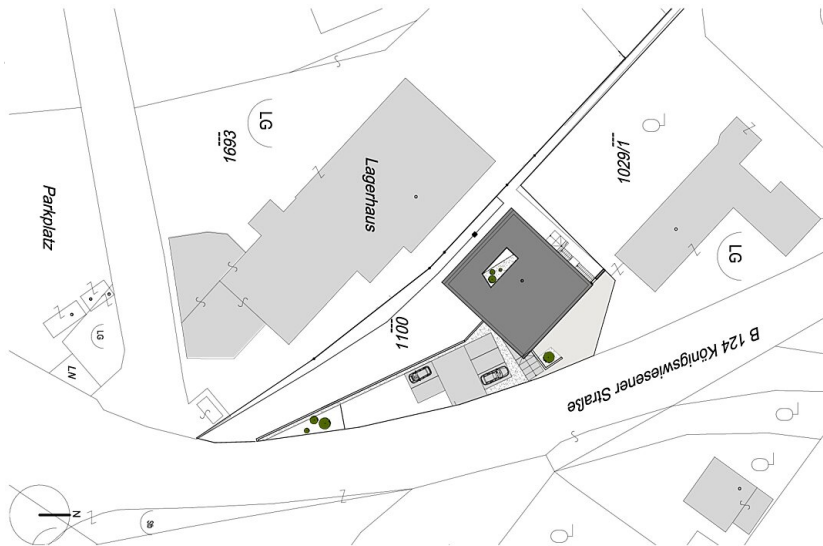 LG
1693
Lagerhaus
1029/1
Parkplatz
LG
LG
LN
1100
B 124 Königswiesener Straße
N